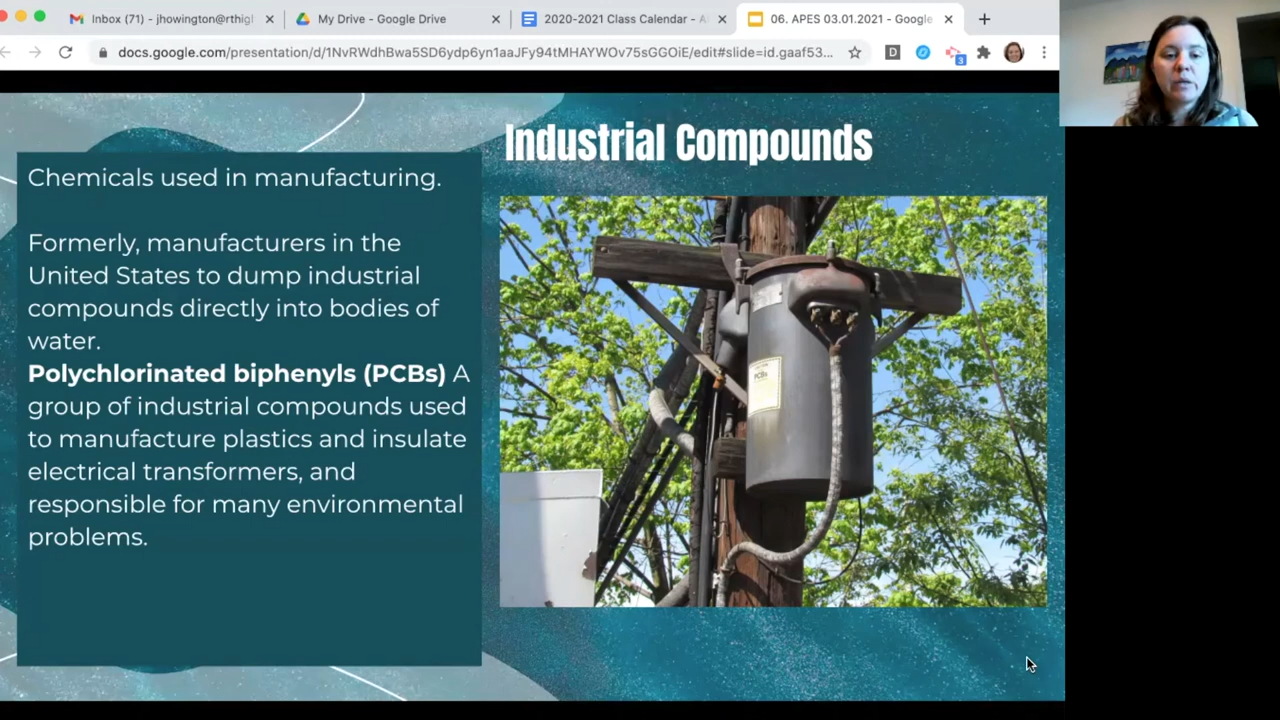 Inbox (71) - jhowington@rthigl
My Drive - Google Drive
2020-2021 Class Calendar - A
06. APES 03.01.2021 - Google
docs.google.com/presentation/d/1NvRWdhBwa5SD6ydp6yn1aaJFy94tMHAYWOv75sGGOiE/edit#slide=id.gaaf53...
D
3
Industrial Compounds
Chemicals used in manufacturing.
Formerly, manufacturers in the
United States to dump industrial
compounds directly into bodies of
water.
Polychlorinated biphenyls (PCBs) A
group of industrial compounds used
to manufacture plastics and insulate
electrical transformers, and
responsible for many environmental
problems.
PCBs